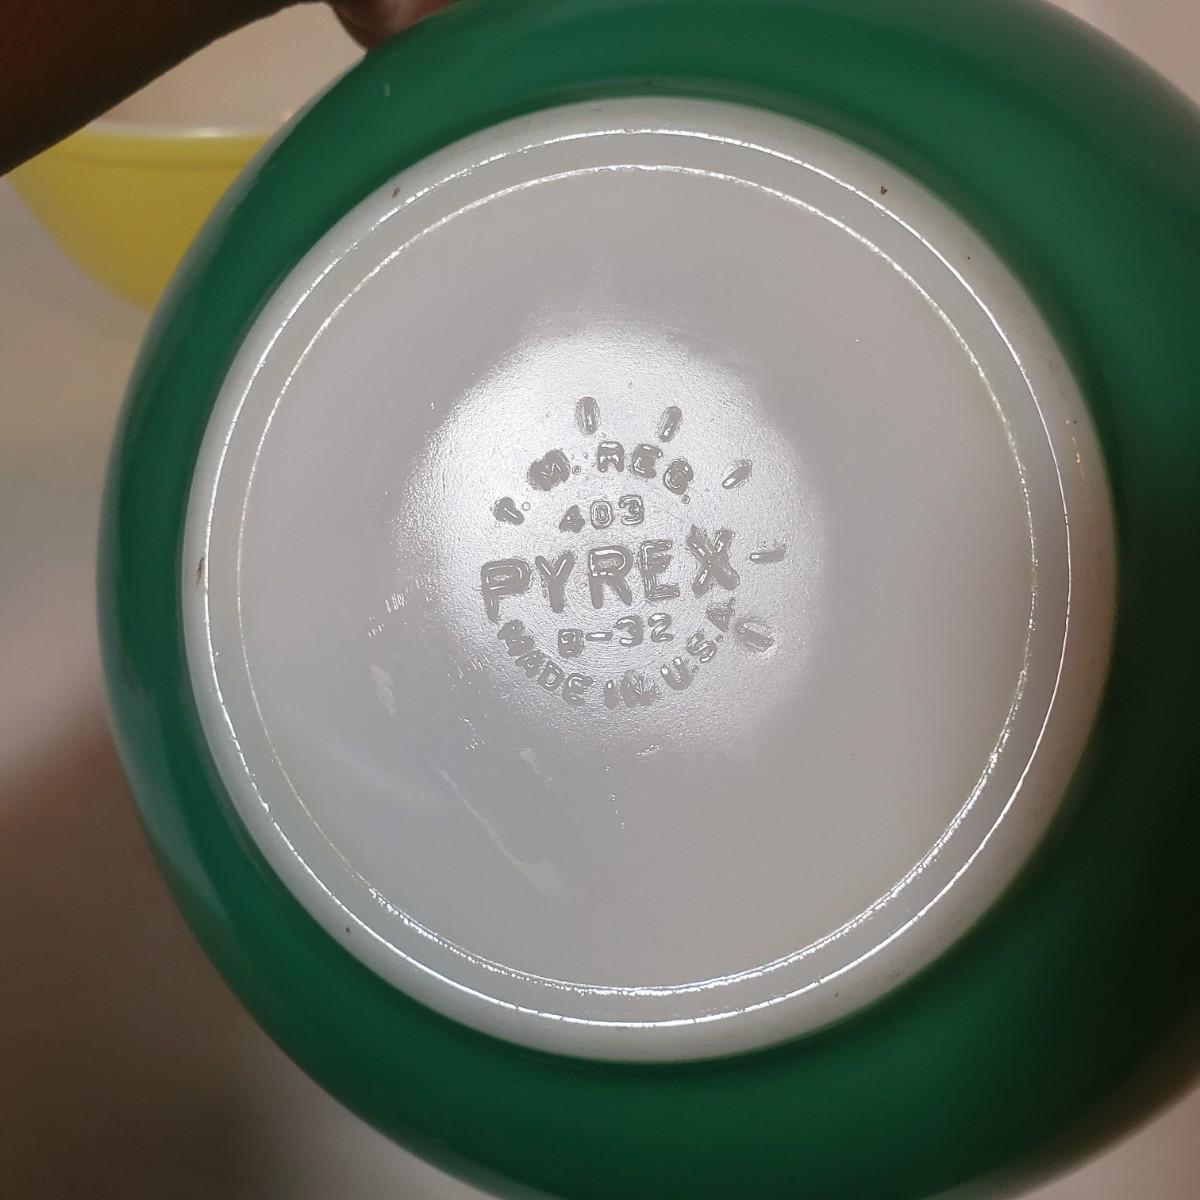 T. M. REG.
403
PYREX
B-32
MADE IN U.S.A